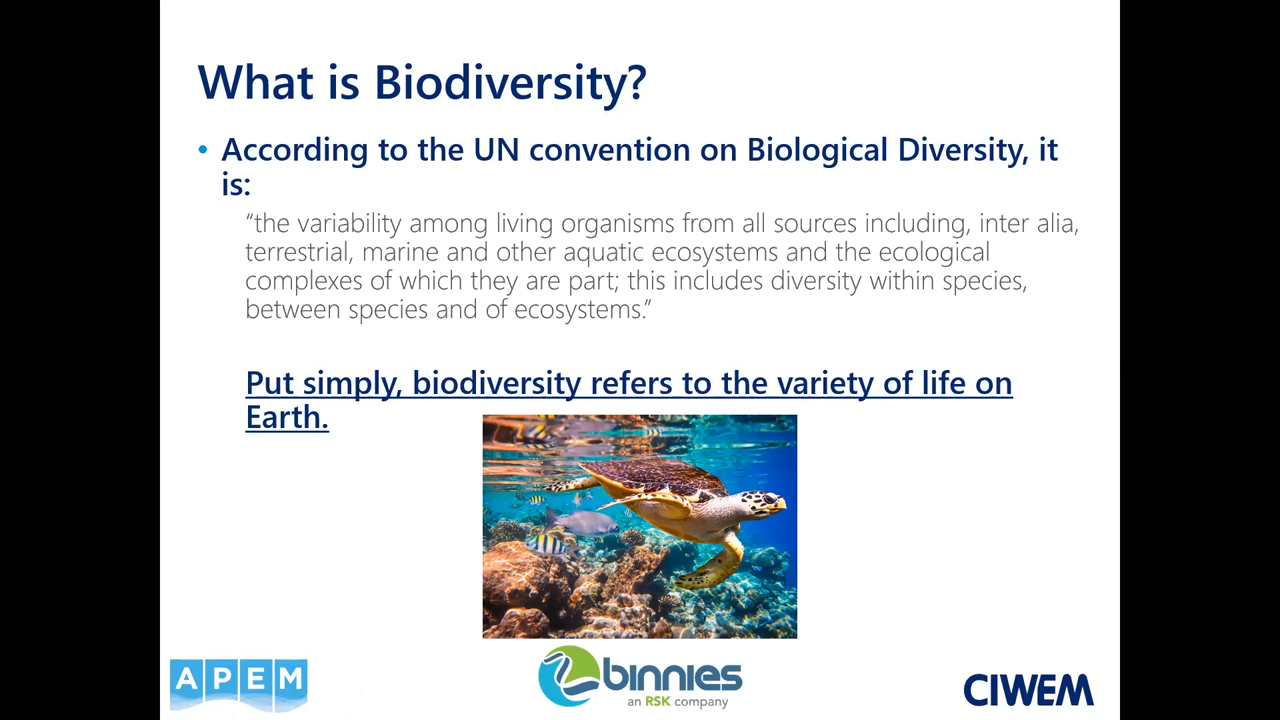 What is Biodiversity?
• According to the UN convention on Biological Diversity, it
is:
“the variability among living organisms from all sources including, inter alia,
terrestrial, marine and other aquatic ecosystems and the ecological
complexes of which they are part; this includes diversity within species,
between species and of ecosystems.”
Put simply, biodiversity refers to the variety of life on
Earth.
APEM
binnies
an RSK company
CIWEM